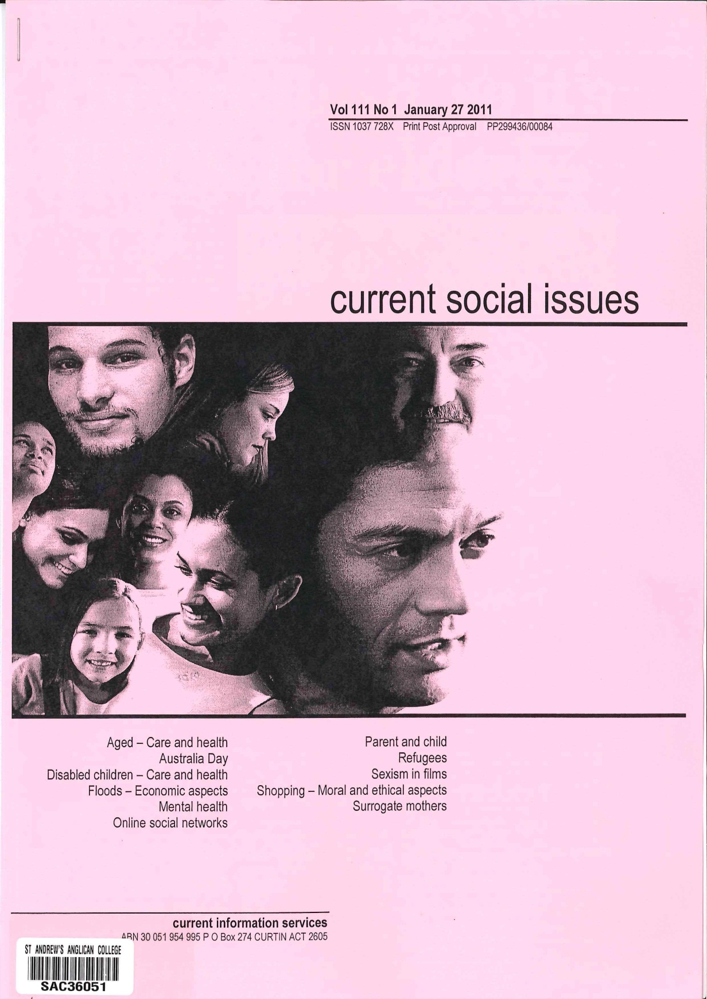 Vol 111 No 1 January 27 2011
ISSN 1037 728X Print Post Approval PP299436/00084
current social issues
Aged – Care and health
Australia Day
Disabled children – Care and health
Floods – Economic aspects
Mental health
Online social networks
Parent and child
Refugees
Sexism in films
Shopping – Moral and ethical aspects
Surrogate mothers
current information services
ABN 30 051 954 995 P O Box 274 CURTIN ACT 2605
ST ANDREW'S ANGLICAN COLLEGE
SAC36051